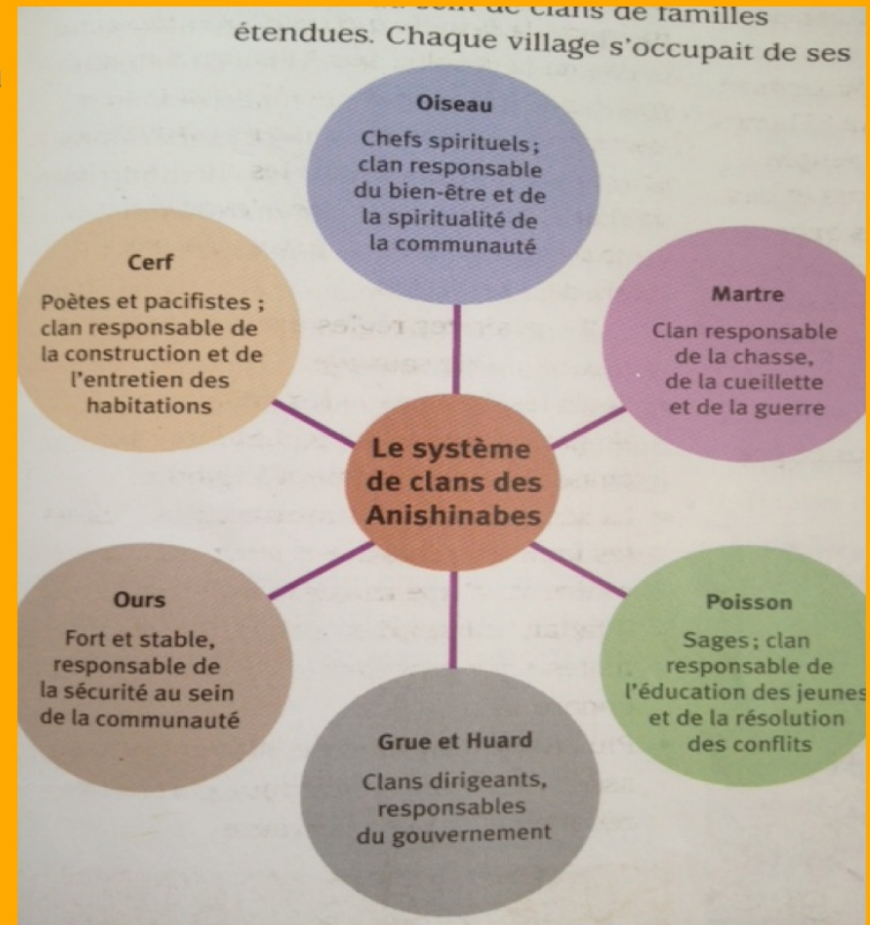 clans de familles
étendues. Chaque village s'occupait de ses
Oiseau
Chefs spirituels;
clan responsable
du bien-être et de
la spiritualité de
la communauté
Cerf
Poètes et pacifistes ;
clan responsable de
la construction et de
l'entretien des
habitations
Martre
Clan responsable
de la chasse,
de la cueillette
et de la guerre
Le système
de clans des
Anishinabes
Ours
Fort et stable,
responsable de
la sécurité au sein
de la communauté
Poisson
Sages ; clan
responsable de
l'éducation des jeunes
et de la résolution
des conflits
Grue et Huard
Clans dirigeants,
responsables
du gouvernement